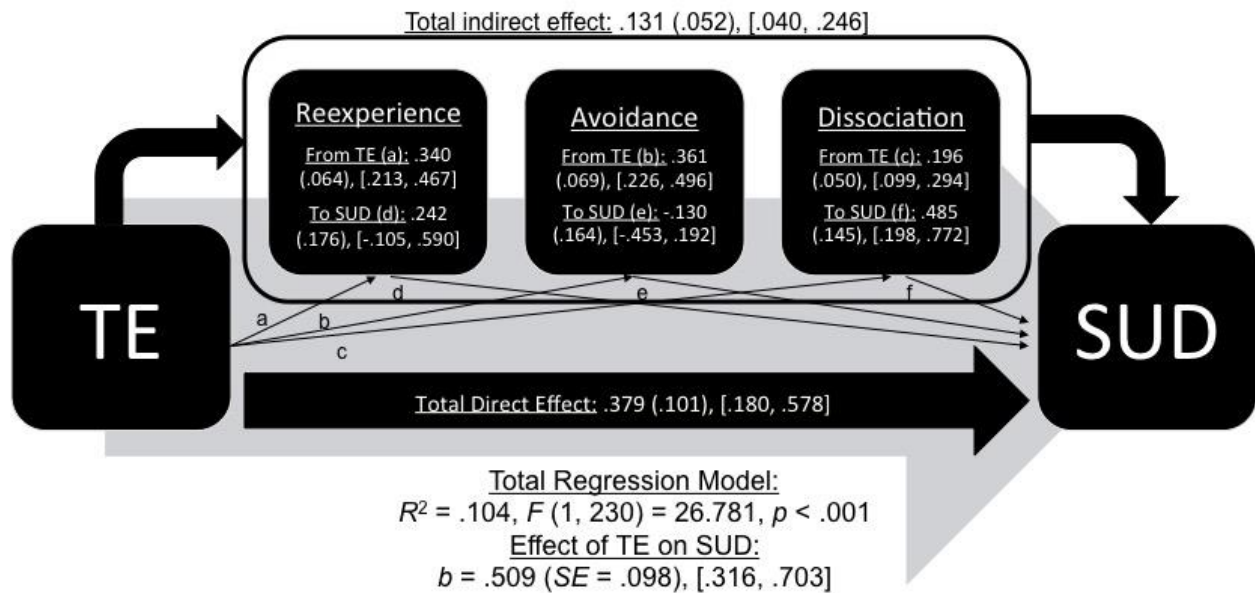 Total indirect effect: .131 (.052), [.040, .246]
Reexperience
From TE (a): .340
(.064), [.213, .467]
To SUD (d): .242
(.176), [-.105, .590]
Avoidance
From TE (b): .361
(.069), [.226, .496]
To SUD (e): -.130
(.164), [-.453, .192]
Dissociation
From TE (c): .196
(.050), [.099, .294]
To SUD (f): .485
(.145), [.198, .772]
TE
a
b
c
d
e
f
SUD
Total Direct Effect: .379 (.101), [.180, .578]
Total Regression Model:
R² = .104, F (1, 230) = 26.781, p < .001
Effect of TE on SUD:
b = .509 (SE = .098), [.316, .703]